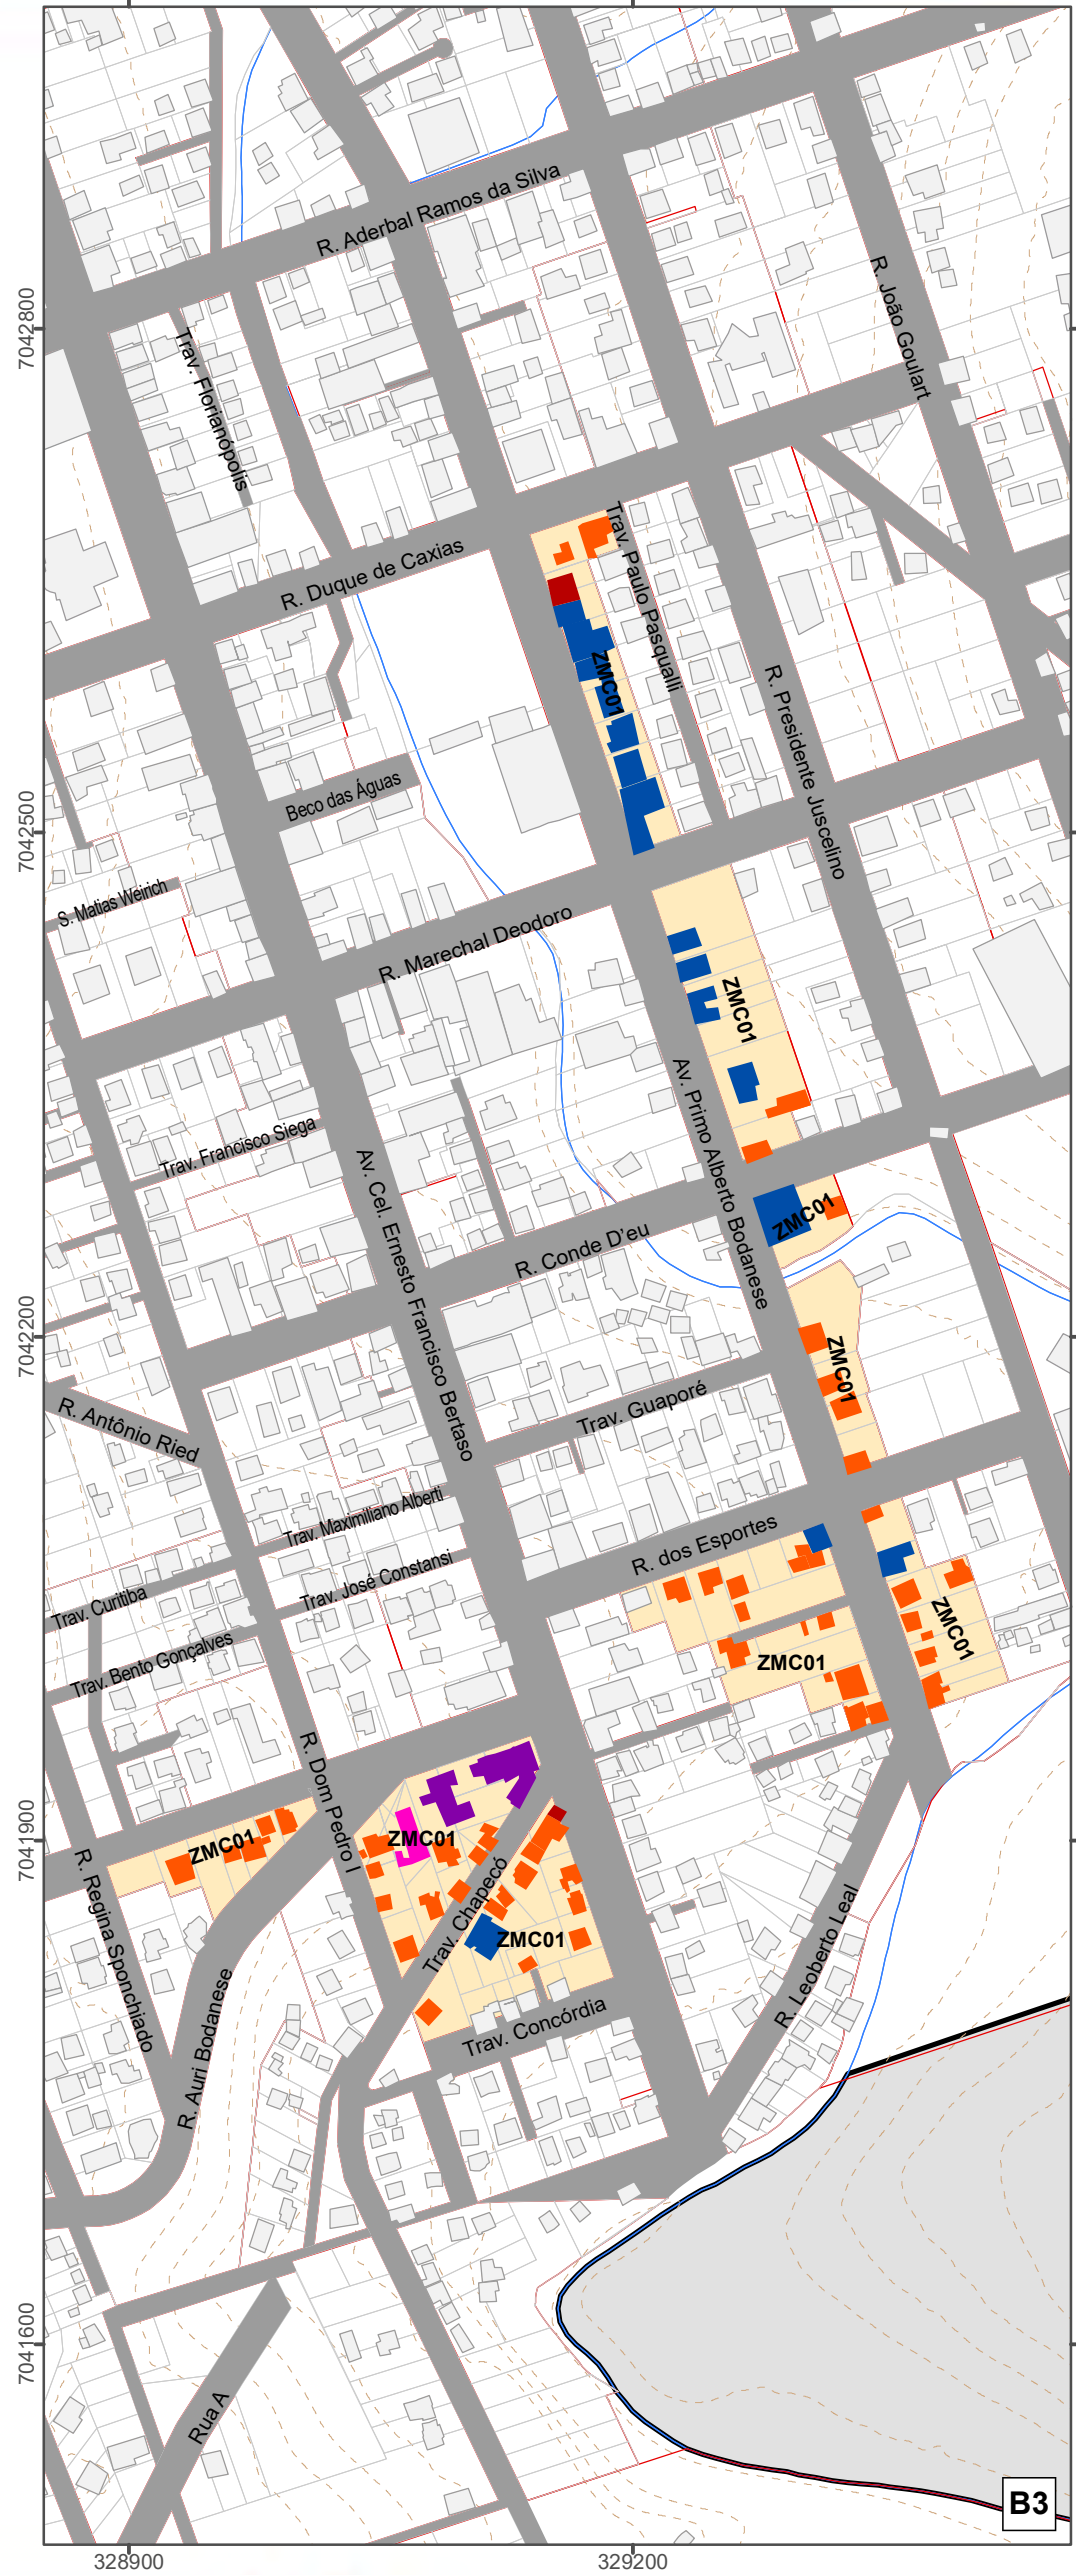 R. Aderbal Ramos da Silva
R. João Goulart
7042800
Trav. Florianópolis
Trav. Paulo Pasqualli
R. Duque de Caxias
ZMC01
R. Presidente Juscelino
7042500
Beco das Águas
S. Matias Weirich
R. Marechal Deodoro
ZMC01
Av. Primo Alberto Bodanese
Trav. Francisco Siega
Av. Cel. Ernesto Francisco Bertaso
ZMC01
R. Conde D'eu
7042200
ZMC01
Trav. Guaporé
R. Antônio Ried
Trav. Maximiliano Alberti
R. dos Esportes
Trav. José Constansi
Trav. Curitiba
ZMC01
Trav. Bento Gonçalves
ZMC01
R. Dom Pedro I
7041900
ZMC01
ZMC01
R. Regina Sponchiado
Trav. Chapecó
ZMC01
R. Leoberto Leal
R. Auri Bodanese
Trav. Concórdia
7041600
Rua A
B3
328900
329200